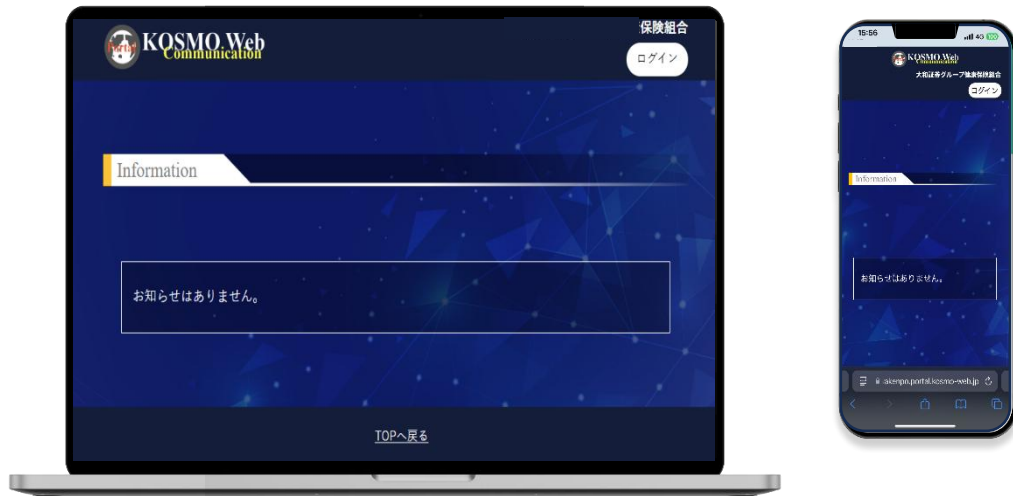 Portal
KOSMO Web
Communication
保険組合
ログイン
Information
お知らせはありません。
TOPへ戻る
15:56
4G
KOSMO Web
Communication
大和証券グループ健康保険組合
ログイン
Information
お知らせはありません。
akenpo.portal.kosmo-web.jp